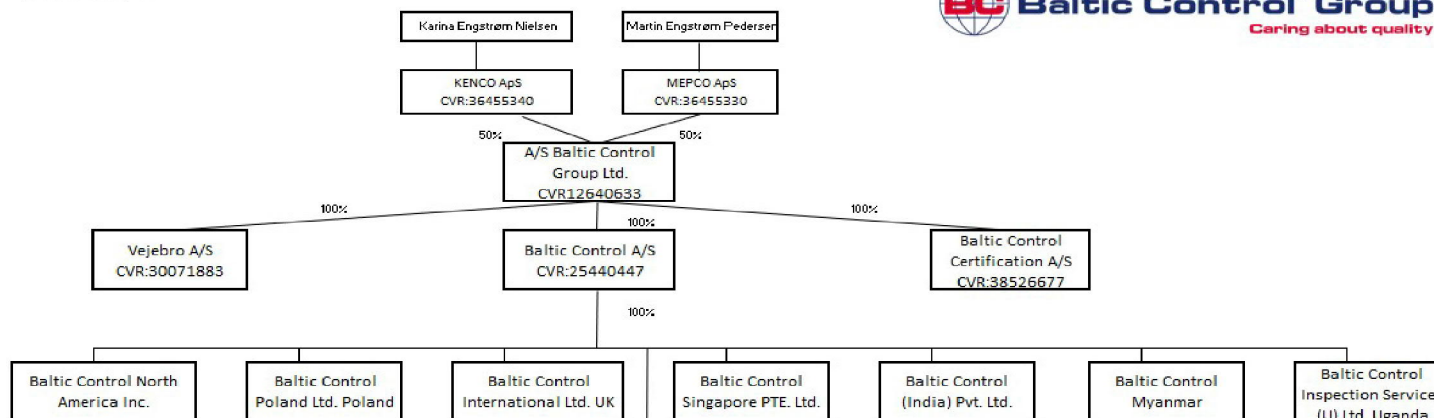 BC Baltic Control Group
Caring about quality
Karina Engstrøm Nielsen
Martin Engstrøm Pedersen
KENCO ApS
CVR:36455340
MEPCO ApS
CVR:36455330
50%
50%
A/S Baltic Control
Group Ltd.
CVR12640633
100%
100%
100%
Vejebro A/S
CVR:30071883
Baltic Control A/S
CVR:25440447
Baltic Control
Certification A/S
CVR:38526677
100%
Baltic Control North
America Inc.
Baltic Control
Poland Ltd. Poland
Baltic Control
International Ltd. UK
Baltic Control
Singapore PTE. Ltd.
Baltic Control
(India) Pvt. Ltd.
Baltic Control
Myanmar
Baltic Control
Inspection Service
(U) Ltd. Uganda